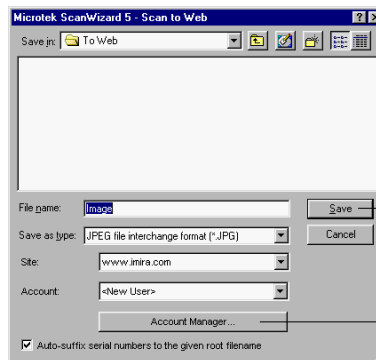 Microtek ScanWizard 5 - Scan to Web
Save in: To Web
File name: Image Save
Save as type: JPEG file interchange format (*.JPG) Cancel
Site: www.imira.com
Account: <New User>
Account Manager...
Auto-suffix serial numbers to the given root filename